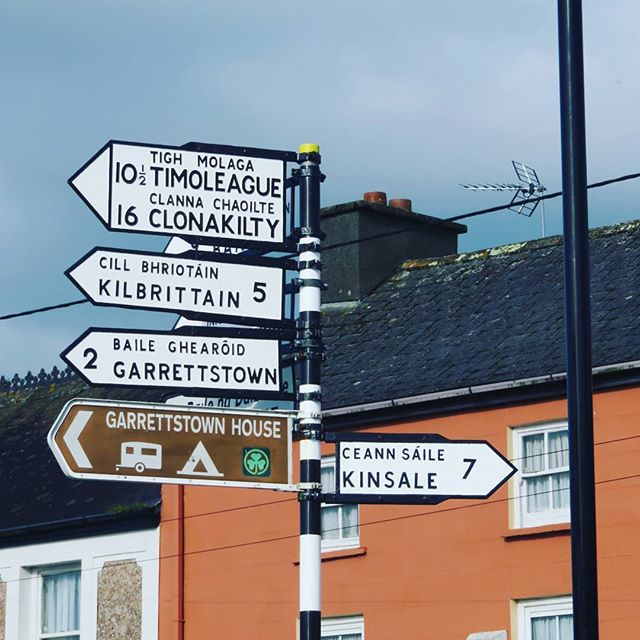 TIGH MOLAGA
10½ TIMOLEAGUE
CLANNA CHAOILTE
16 CLONAKILTY
CILL BHRIOTÁIN
KILBRITTAIN 5
BAILE GHEARÓID
2 GARRETTSTOWN
GARRETTSTOWN HOUSE
CEANN SÁILE
KINSALE 7